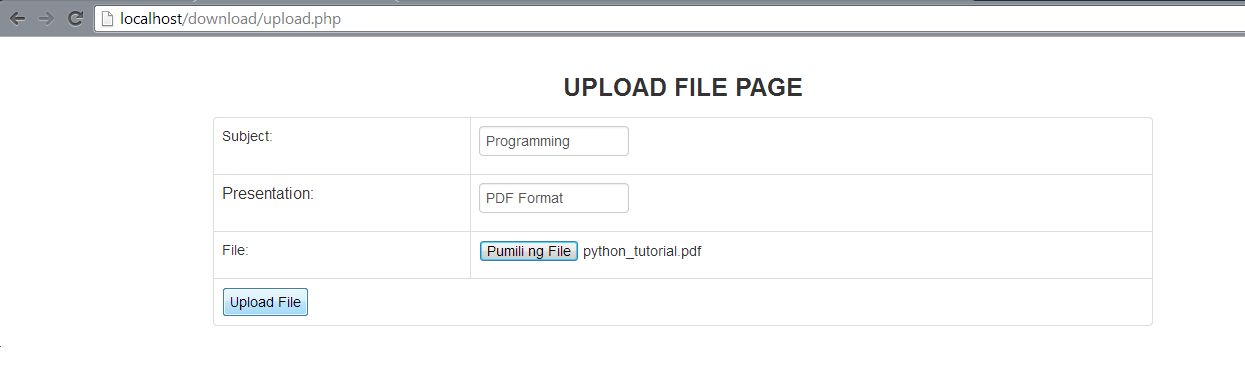 localhost/download/upload.php
UPLOAD FILE PAGE
Subject:
Programming
Presentation:
PDF Format
File:
Pumili ng File python_tutorial.pdf
Upload File